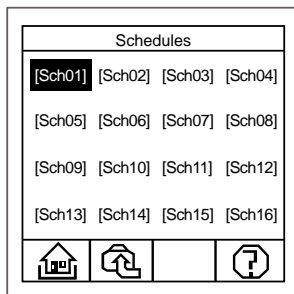 Schedules
[Sch01] [Sch02] [Sch03] [Sch04]
[Sch05] [Sch06] [Sch07] [Sch08]
[Sch09] [Sch10] [Sch11] [Sch12]
[Sch13] [Sch14] [Sch15] [Sch16]
?